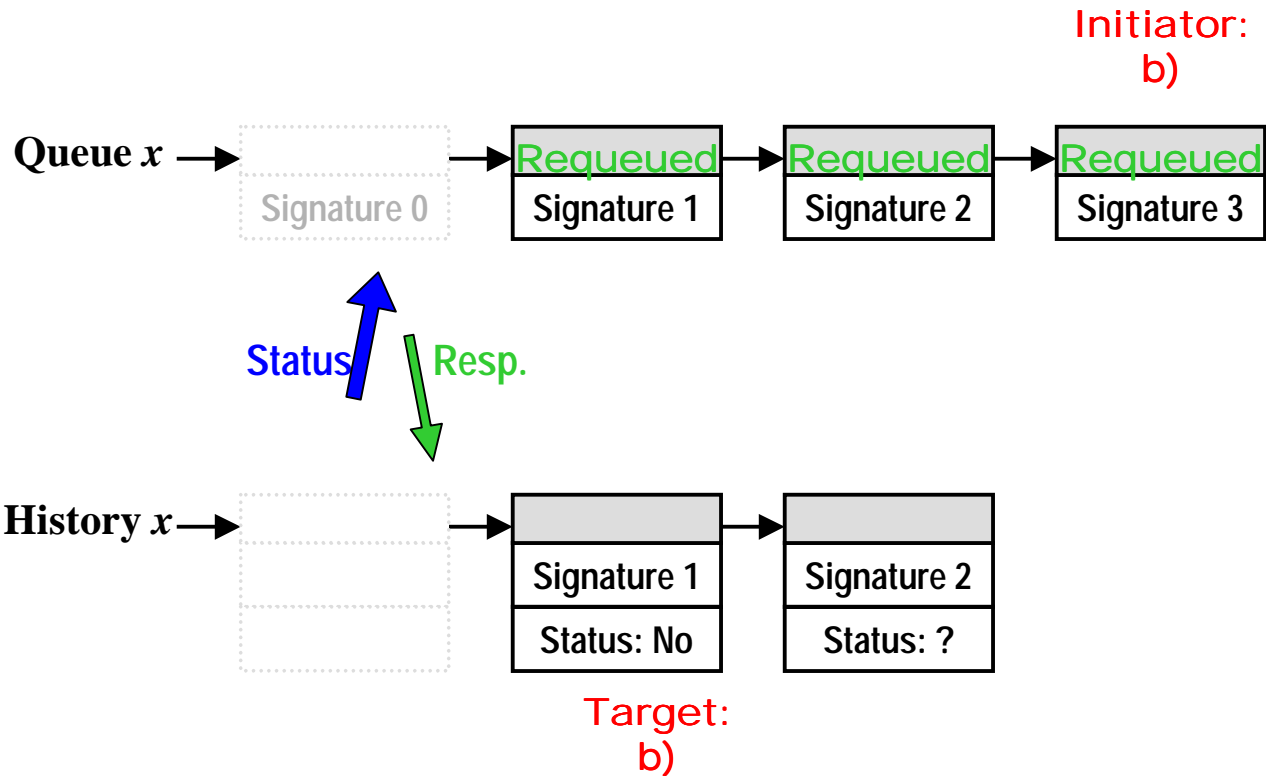 Initiator:
b)
Queue x
Requeued
Requeued
Requeued
Signature 0
Signature 1
Signature 2
Signature 3
Status
Resp.
History x
Signature 1
Signature 2
Status: No
Status: ?
Target:
b)